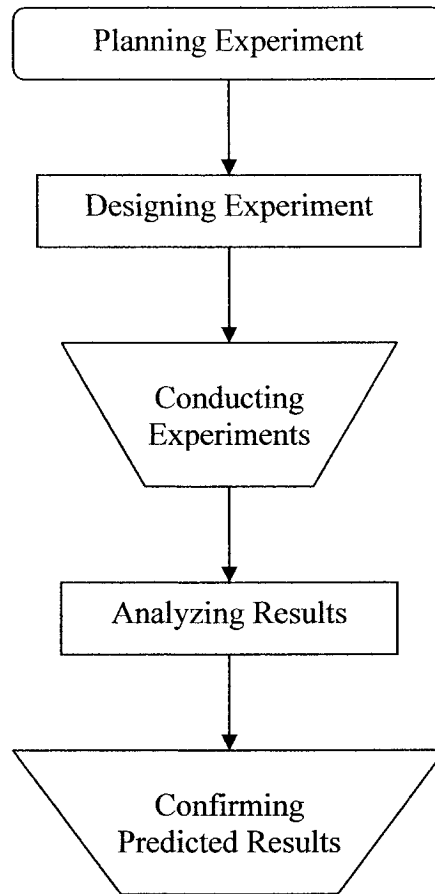 Planning Experiment
Designing Experiment
Conducting
Experiments
Analyzing Results
Confirming
Predicted Results